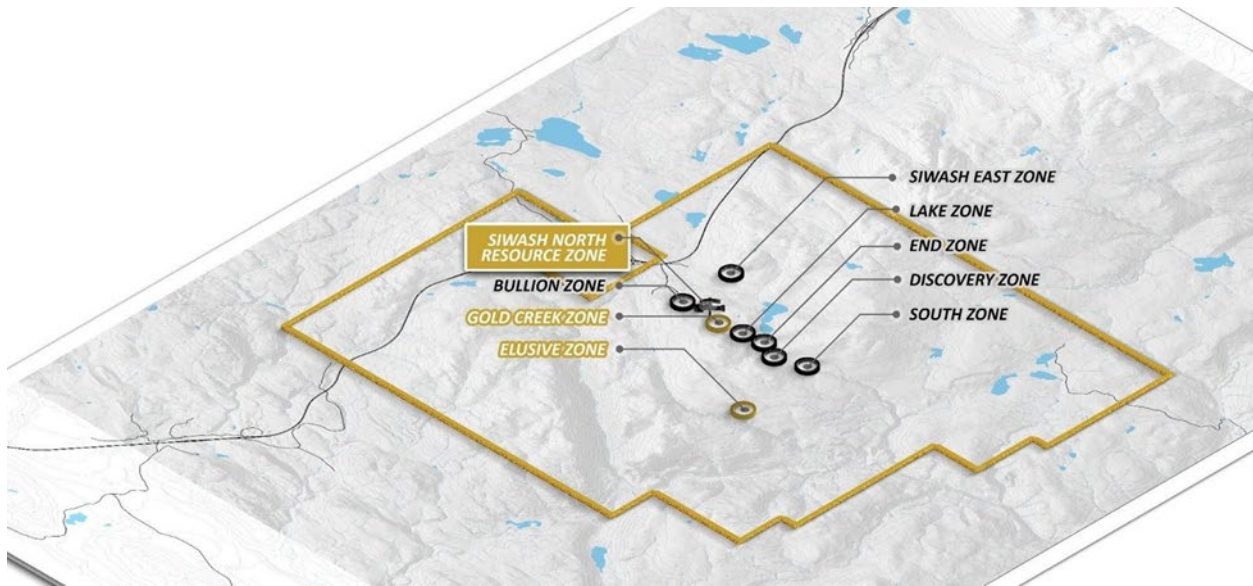 SIWASH EAST ZONE
LAKE ZONE
SIWASH NORTH
RESOURCE ZONE
END ZONE
BULLION ZONE
DISCOVERY ZONE
GOLD CREEK ZONE
SOUTH ZONE
ELUSIVE ZONE